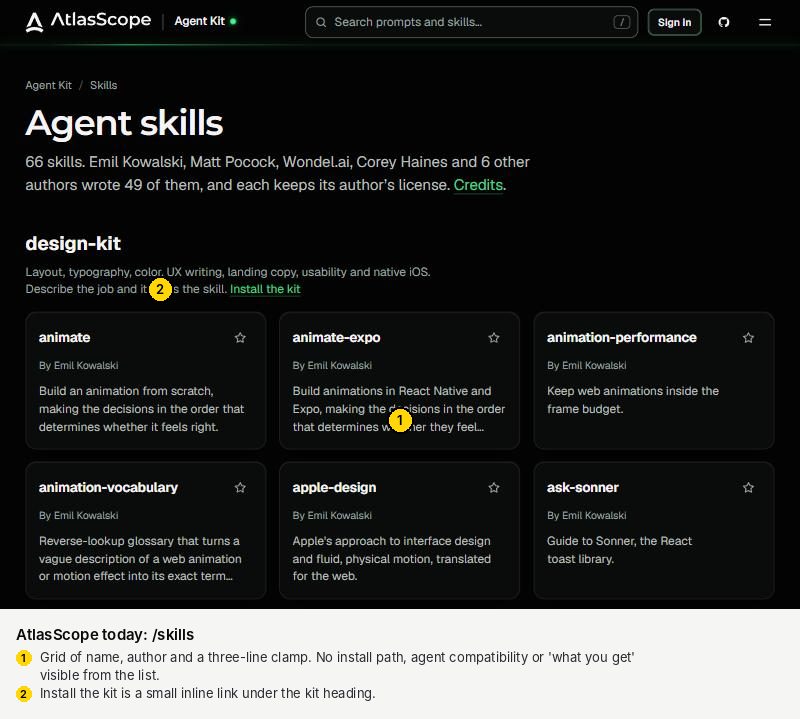 AtlasScope
Agent Kit
Search prompts and skills...
/
Sign in
Agent Kit / Skills
Agent skills
66 skills. Emil Kowalski, Matt Pocock, Wondel.ai, Corey Haines and 6 other
authors wrote 49 of them, and each keeps its author's license. Credits.
design-kit
Layout, typography, color, UX writing, landing copy, usability and native iOS.
Describe the job and it 2 s the skill. Install the kit
animate
By Emil Kowalski
Build an animation from scratch,
making the decisions in the order that
determines whether it feels right.
animate-expo
By Emil Kowalski
Build animations in React Native and
Expo, making the decisions in the order
that determines w 1 her they feel...
animation-performance
By Emil Kowalski
Keep web animations inside the
frame budget.
animation-vocabulary
By Emil Kowalski
Reverse-lookup glossary that turns a
vague description of a web animation
or motion effect into its exact term...
apple-design
By Emil Kowalski
Apple's approach to interface design
and fluid, physical motion, translated
for the web.
ask-sonner
By Emil Kowalski
Guide to Sonner, the React
toast library.
AtlasScope today: /skills
1 Grid of name, author and a three-line clamp. No install path, agent compatibility or 'what you get'
visible from the list.
2 Install the kit is a small inline link under the kit heading.